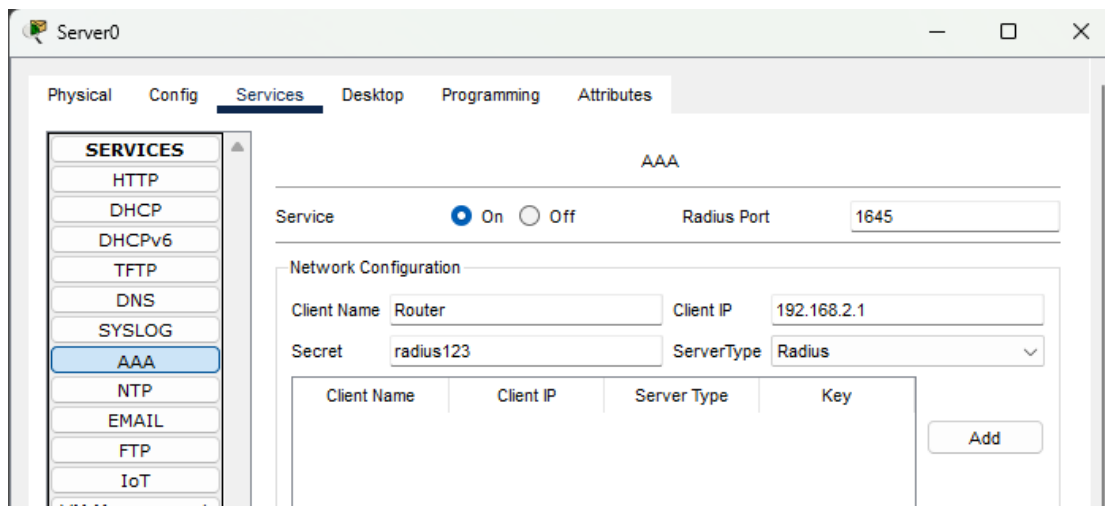 Server0
Physical Config Services Desktop Programming Attributes
SERVICES
HTTP
DHCP
DHCPv6
TFTP
DNS
SYSLOG
AAA
NTP
EMAIL
FTP
IoT
AAA
Service On Off Radius Port 1645
Network Configuration
Client Name Router Client IP 192.168.2.1
Secret radius123 ServerType Radius
Client Name Client IP Server Type Key
Add